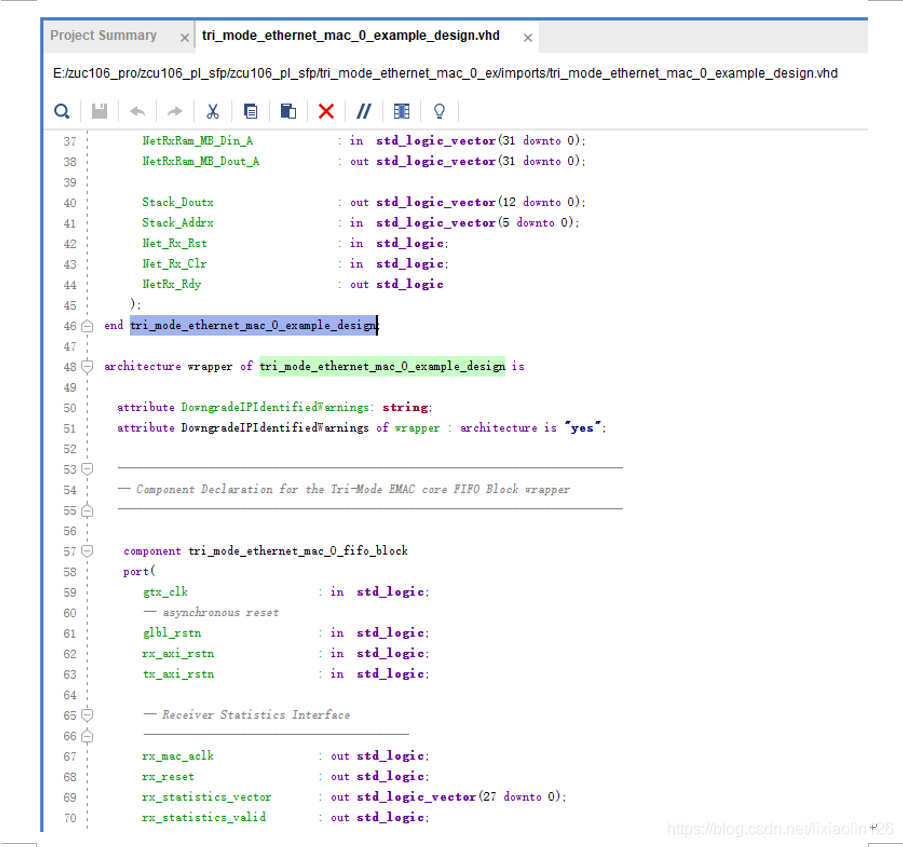 Project Summary × tri_mode_ethernet_mac_0_example_design.vhd ×
E:/zuc106_pro/zcu106_pl_sfp/zcu106_pl_sfp/tri_mode_ethernet_mac_0_ex/imports/tri_mode_ethernet_mac_0_example_design.vhd
37 NetRxRam_MB_Din_A : in std_logic_vector(31 downto 0);
38 NetRxRam_MB_Dout_A : out std_logic_vector(31 downto 0);
39
40 Stack_Doutx : out std_logic_vector(12 downto 0);
41 Stack_Addrx : in std_logic_vector(5 downto 0);
42 Net_Rx_Rst : in std_logic;
43 Net_Rx_Clr : in std_logic;
44 NetRx_Rdy : out std_logic
45 );
46 end tri_mode_ethernet_mac_0_example_design;
47
48 architecture wrapper of tri_mode_ethernet_mac_0_example_design is
49
50 attribute DowngradeIPIdentifiedWarnings: string;
51 attribute DowngradeIPIdentifiedWarnings of wrapper : architecture is "yes";
52
53 ------------------------------------------------------------------------------
54 -- Component Declaration for the Tri-Mode EMAC core FIFO Block wrapper
55 ------------------------------------------------------------------------------
56
57 component tri_mode_ethernet_mac_0_fifo_block
58 port(
59 gtx_clk : in std_logic;
60 -- asynchronous reset
61 glbl_rstn : in std_logic;
62 rx_axi_rstn : in std_logic;
63 tx_axi_rstn : in std_logic;
64
65 -- Receiver Statistics Interface
66 -----------------------------------------
67 rx_mac_aclk : out std_logic;
68 rx_reset : out std_logic;
69 rx_statistics_vector : out std_logic_vector(27 downto 0);
70 rx_statistics_valid : out std_logic;
https://blog.csdn.net/lixiaolin126